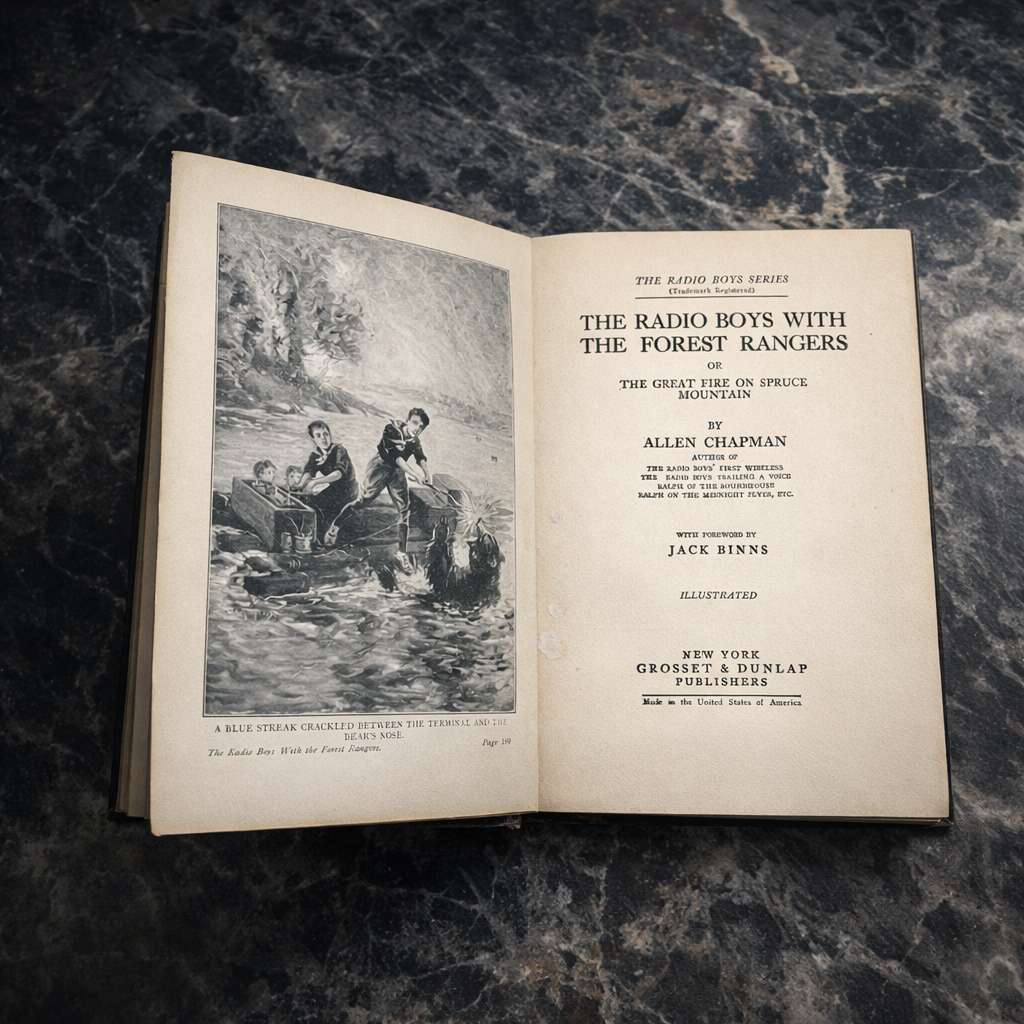 A BLUE STREAK CRACKLED BETWEEN THE TERMINAL AND THE
BEAR'S NOSE.
The Radio Boys With the Forest Rangers.
Page
THE RADIO BOYS SERIES
(Trademark Registered)
THE RADIO BOYS WITH
THE FOREST RANGERS
OR
THE GREAT FIRE ON SPRUCE
MOUNTAIN
BY
ALLEN CHAPMAN
AUTHOR OF
THE RADIO BOYS' FIRST WIRELESS
THE RADIO BOYS TRAILING A VOICE
RALPH OF THE
RALPH ON THE MIDNIGHT FLYER, ETC.
WITH FOREWORD BY
JACK BINNS
ILLUSTRATED
NEW YORK
GROSSET & DUNLAP
PUBLISHERS
Made in the United States of America